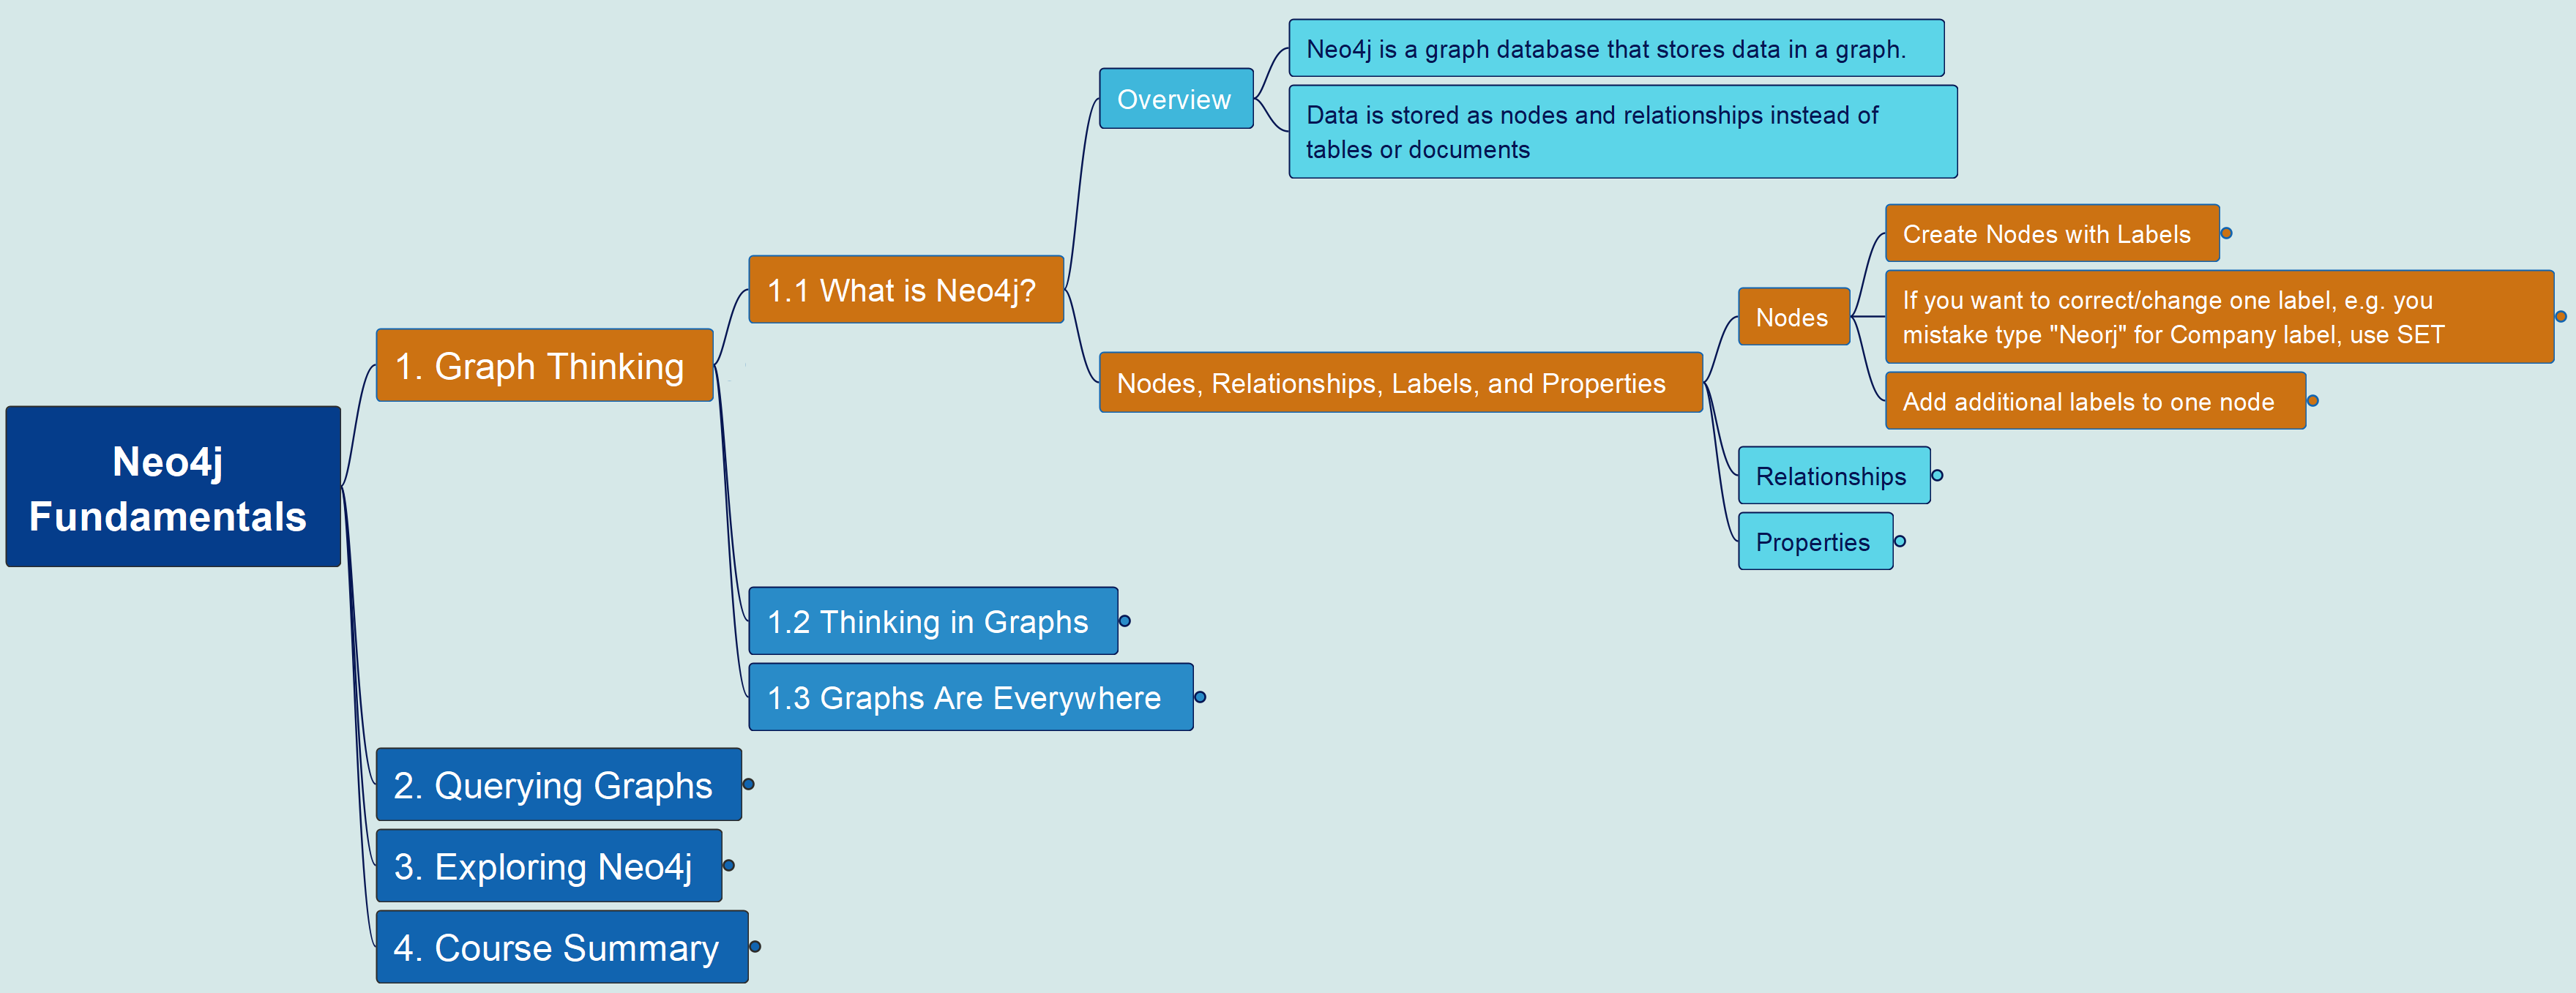 Neo4j
Fundamentals
1. Graph Thinking
1.1 What is Neo4j?
Overview
Neo4j is a graph database that stores data in a graph.
Data is stored as nodes and relationships instead of
tables or documents
Nodes, Relationships, Labels, and Properties
Nodes
Create Nodes with Labels
If you want to correct/change one label, e.g. you
mistake type "Neorj" for Company label, use SET
Add additional labels to one node
Relationships
Properties
1.2 Thinking in Graphs
1.3 Graphs Are Everywhere
2. Querying Graphs
3. Exploring Neo4j
4. Course Summary